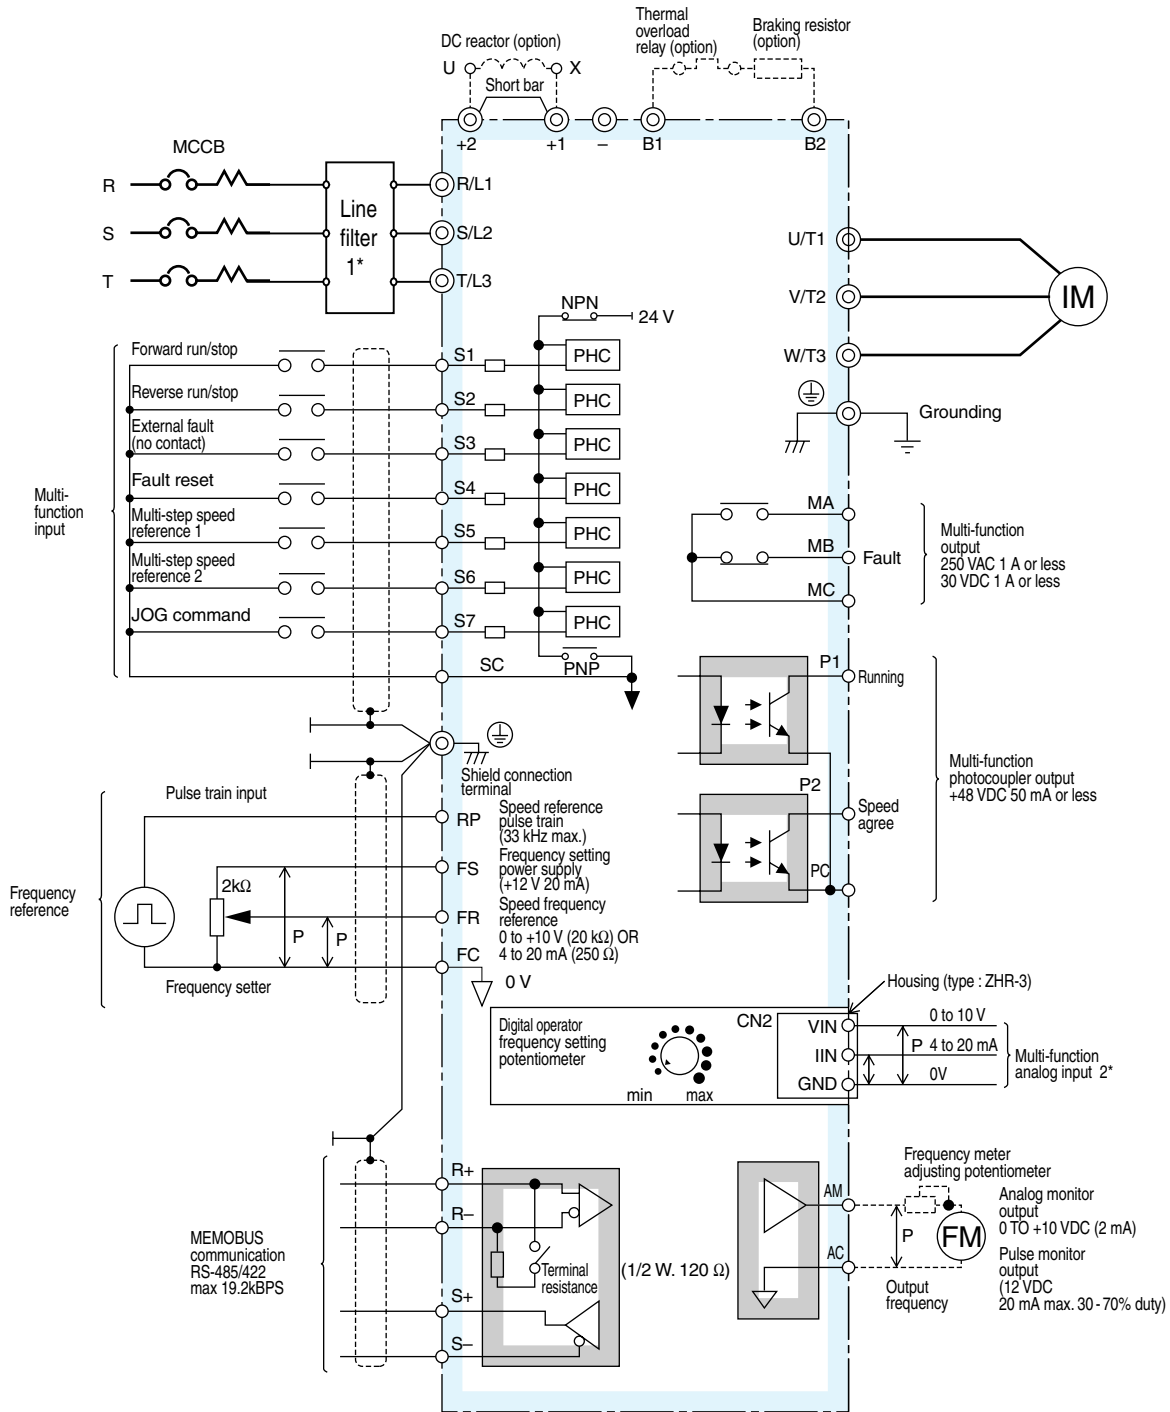 DC reactor (option)
U
X
Short bar
Thermal
overload
relay (option)
Braking resistor
(option)
+2
+1
–
B1
B2
MCCB
R
S
T
Line
filter
1*
R/L1
S/L2
T/L3
U/T1
V/T2
W/T3
IM
Grounding
NPN
24 V
Multi-
function
input
Forward run/stop
S1
PHC
Reverse run/stop
S2
PHC
External fault
(no contact)
S3
PHC
Fault reset
S4
PHC
Multi-step speed
reference 1
S5
PHC
Multi-step speed
reference 2
S6
PHC
JOG command
S7
PHC
SC
PNP
MA
MB
MC
Fault
Multi-function
output
250 VAC 1 A or less
30 VDC 1 A or less
P1
Running
P2
Speed
agree
PC
Multi-function
photocoupler output
+48 VDC 50 mA or less
Shield connection
terminal
Frequency
reference
Pulse train input
2kΩ
P
P
Frequency setter
RP
Speed reference
pulse train
(33 kHz max.)
FS
Frequency setting
power supply
(+12 V 20 mA)
FR
Speed frequency
reference
0 to +10 V (20 kΩ) OR
4 to 20 mA (250 Ω)
FC
0 V
Digital operator
frequency setting
potentiometer
min
max
CN2
VIN
IIN
GND
Housing (type : ZHR-3)
0 to 10 V
P
4 to 20 mA
0V
Multi-function
analog input 2*
MEMOBUS
communication
RS-485/422
max 19.2kBPS
R+
R–
S+
S–
Terminal
resistance
(1/2 W. 120 Ω)
AM
AC
P
FM
Output
frequency
Frequency meter
adjusting potentiometer
Analog monitor
output
0 TO +10 VDC (2 mA)
Pulse monitor
output
(12 VDC
20 mA max. 30 - 70% duty)